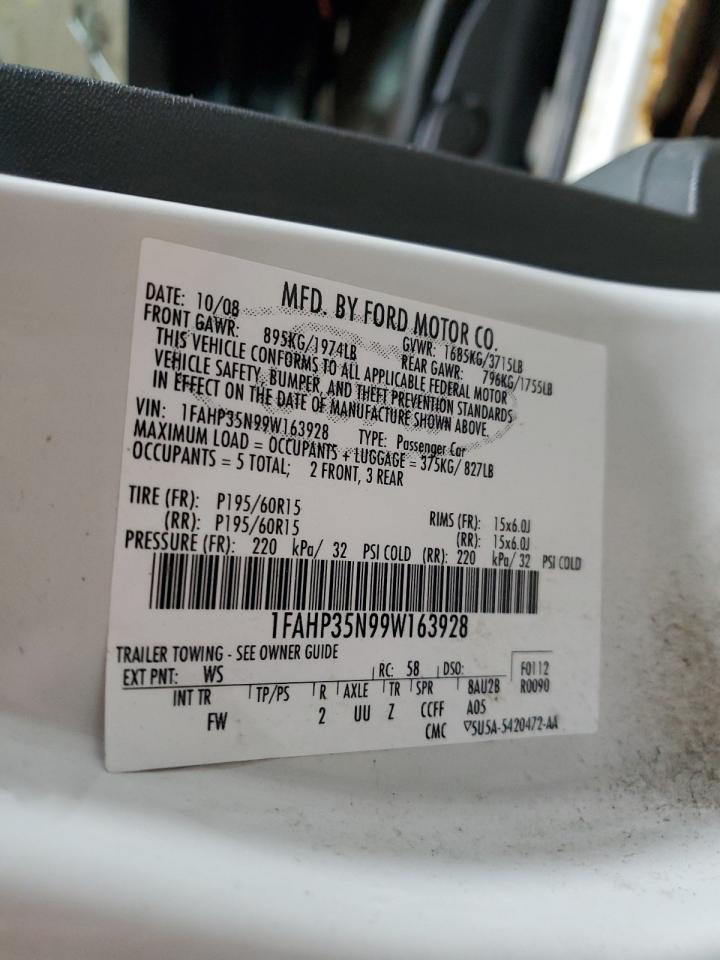 MFD. BY FORD MOTOR CO.
DATE: 10/08 GVWR: 1685KG/3715LB
FRONT GAWR: 895KG/1974LB REAR GAWR: 796KG/1755LB
THIS VEHICLE CONFORMS TO ALL APPLICABLE FEDERAL MOTOR
VEHICLE SAFETY, BUMPER, AND THEFT PREVENTION STANDARDS
IN EFFECT ON THE DATE OF MANUFACTURE SHOWN ABOVE.
VIN: 1FAHP35N99W163928 TYPE: Passenger Car
MAXIMUM LOAD = OCCUPANTS + LUGGAGE = 375KG/ 827LB
OCCUPANTS = 5 TOTAL; 2 FRONT, 3 REAR
TIRE (FR): P195/60R15 RIMS (FR): 15x6.0J
(RR): P195/60R15 (RR): 15x6.0J
PRESSURE (FR): 220 kPa/ 32 PSI COLD (RR): 220 kPa/ 32 PSI COLD
1FAHP35N99W163928
TRAILER TOWING - SEE OWNER GUIDE
EXT PNT: WS RC: 58 DSO: F0112
INT TR TP/PS R AXLE TR SPR 8AU2B R0090
FW 2 UU Z CCFF A05
CMC ▽5U5A-5420472-AA